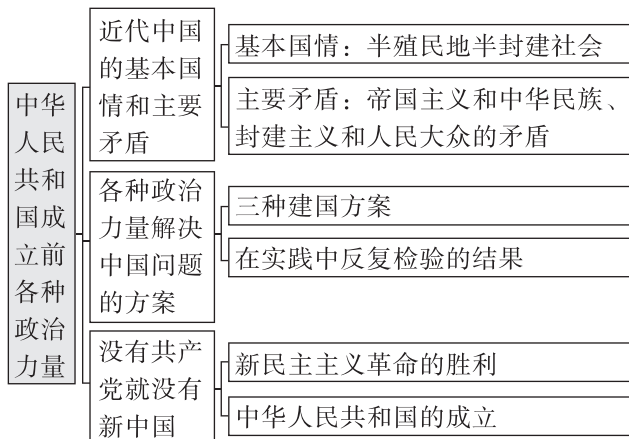 中华
人民
共和
国成
立前
各种
政治
力量
近代中国
的基本国
情和主要
矛盾
基本国情：半殖民地半封建社会
主要矛盾：帝国主义和中华民族、
封建主义和人民大众的矛盾
各种政治
力量解决
中国问题
的方案
三种建国方案
在实践中反复检验的结果
没有共产
党就没有
新中国
新民主主义革命的胜利
中华人民共和国的成立